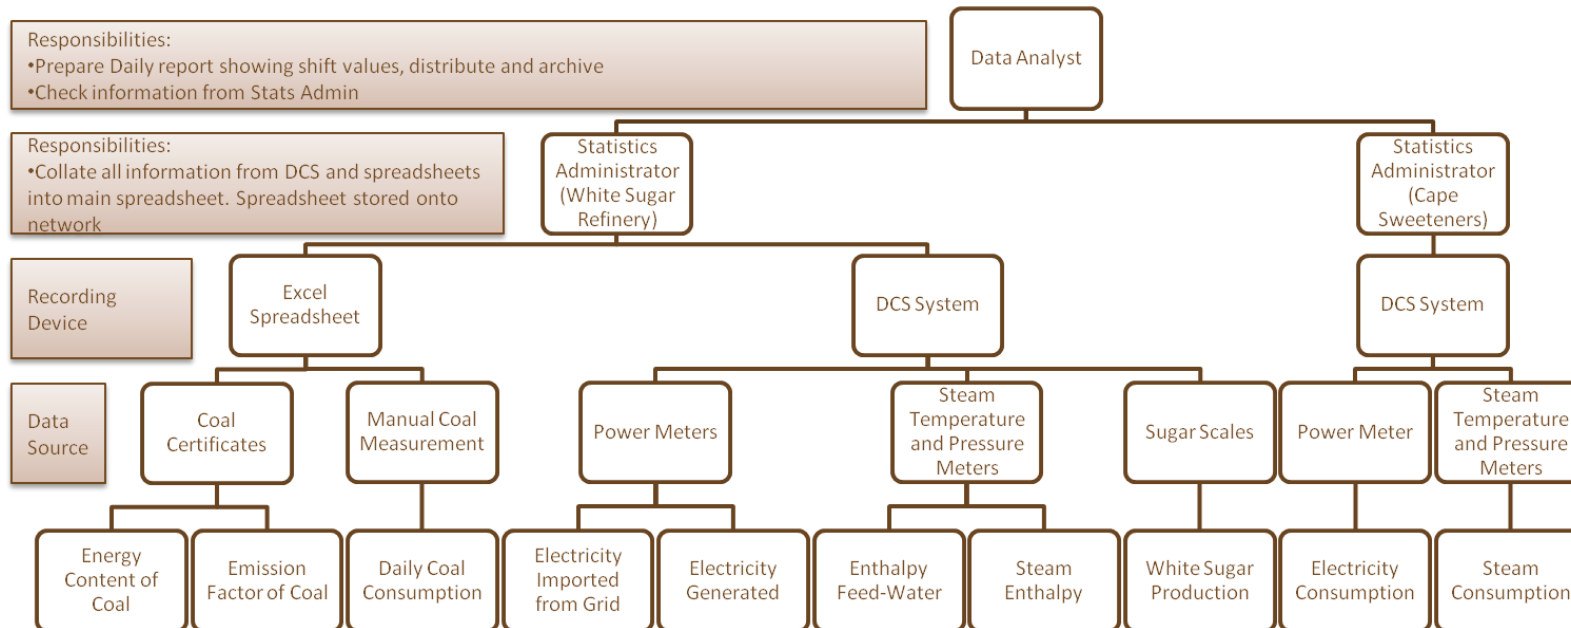 Responsibilities:
•Prepare Daily report showing shift values, distribute and archive
•Check information from Stats Admin
Data Analyst
Responsibilities:
•Collate all information from DCS and spreadsheets
into main spreadsheet. Spreadsheet stored onto
network
Statistics
Administrator
(White Sugar
Refinery)
Statistics
Administrator
(Cape
Sweeteners)
Recording
Device
Excel
Spreadsheet
DCS System
DCS System
Data
Source
Coal
Certificates
Manual Coal
Measurement
Power Meters
Steam
Temperature
and Pressure
Meters
Sugar Scales
Power Meter
Steam
Temperature
and Pressure
Meters
Energy
Content of
Coal
Emission
Factor of Coal
Daily Coal
Consumption
Electricity
Imported
from Grid
Electricity
Generated
Enthalpy
Feed-Water
Steam
Enthalpy
White Sugar
Production
Electricity
Consumption
Steam
Consumption